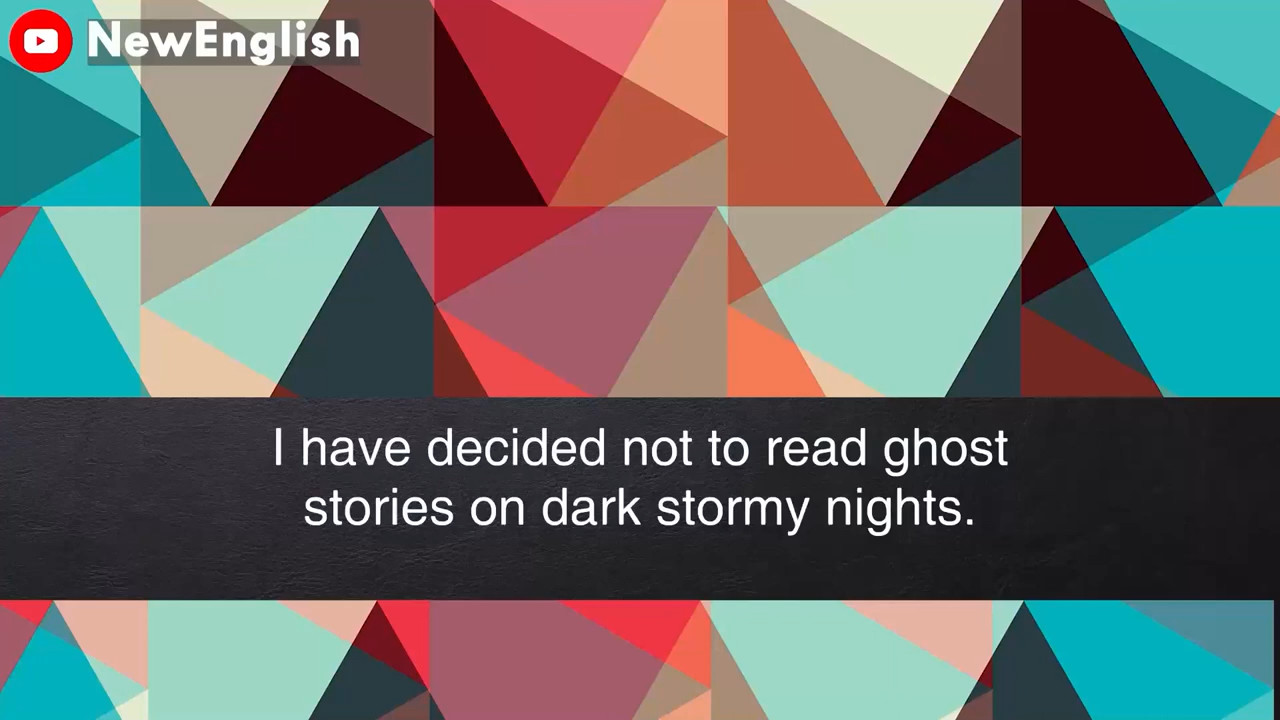 NewEnglish
I have decided not to read ghost
stories on dark stormy nights.